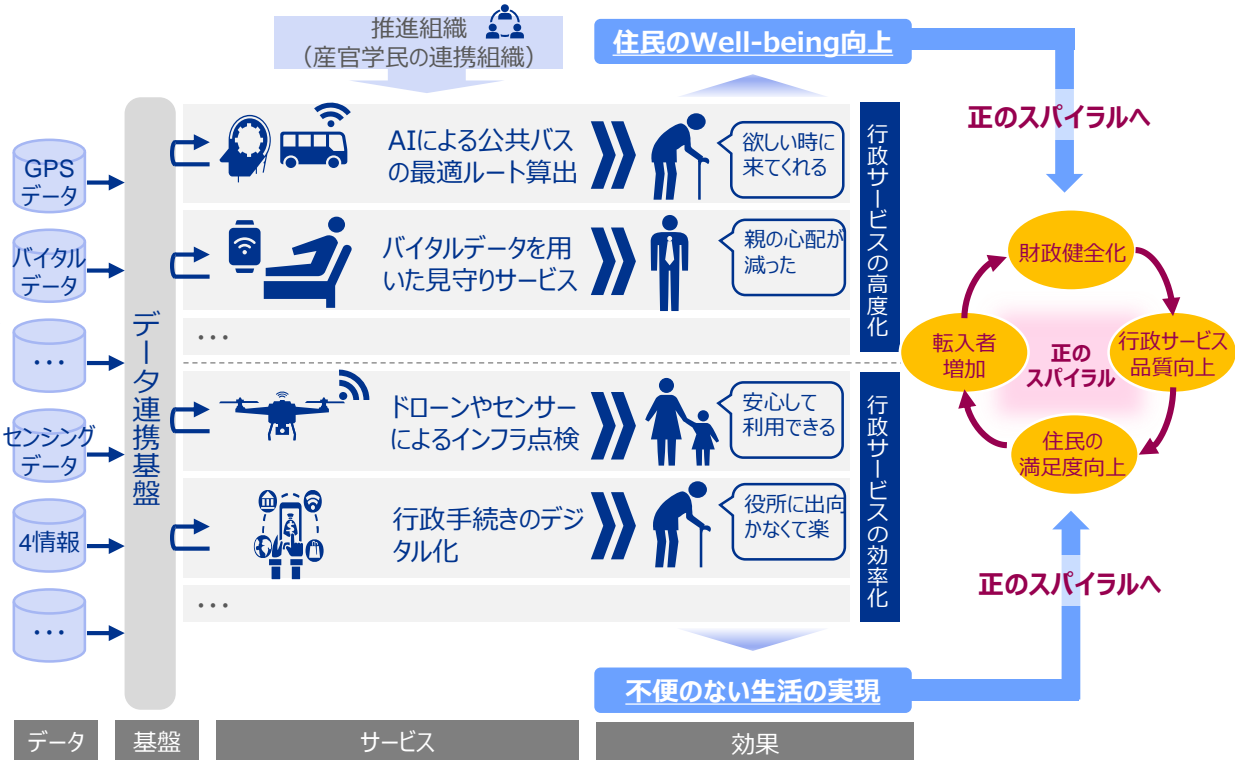 推進組織
(産官学民の連携組織)
住民のWell-being向上
正のスパイラルへ
GPS
データ
バイタル
データ
・・・
センシング
データ
4情報
・・・
データ連携基盤
AIによる公共バス
の最適ルート算出
欲しい時に
来てくれる
バイタルデータを用
いた見守りサービス
親の心配が
減った
・・・
行政サービスの高度化
ドローンやセンサー
によるインフラ点検
安心して
利用できる
行政手続きのデジ
タル化
役所に出向
かなくて楽
・・・
行政サービスの効率化
財政健全化
行政サービス
品質向上
住民の
満足度向上
転入者
増加
正の
スパイラル
正のスパイラルへ
不便のない生活の実現
データ
基盤
サービス
効果